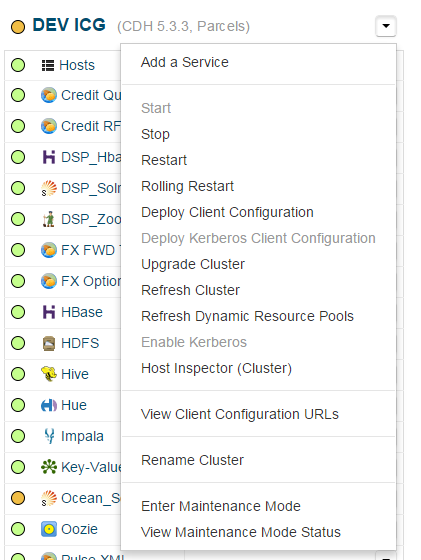 DEV ICG (CDH 5.3.3, Parcels)
Hosts
Credit Qu
Credit RF
DSP_Hba
DSP_Solr
DSP_Zoo
FX FWD
FX Option
HBase
HDFS
Hive
Hue
Impala
Key-Value
Ocean_S
Oozie
Pulse XML
Add a Service
Start
Stop
Restart
Rolling Restart
Deploy Client Configuration
Deploy Kerberos Client Configuration
Upgrade Cluster
Refresh Cluster
Refresh Dynamic Resource Pools
Enable Kerberos
Host Inspector (Cluster)
View Client Configuration URLs
Rename Cluster
Enter Maintenance Mode
View Maintenance Mode Status